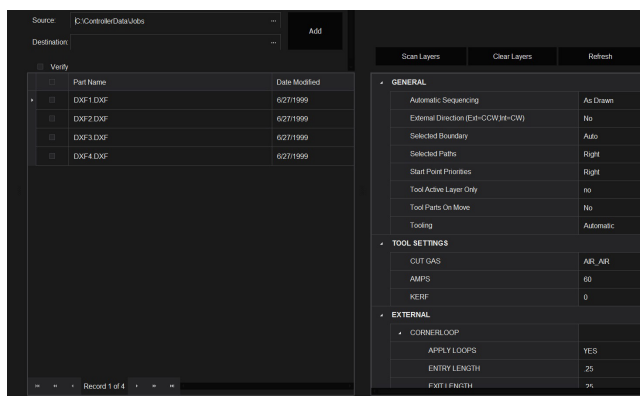 Source: C:\ControllerData\Jobs ...
Add
Destination: ...
Verify
Part Name Date Modified
DXF1.DXF 6/27/1999
DXF2.DXF 6/27/1999
DXF3.DXF 6/27/1999
DXF4.DXF 6/27/1999
Record 1 of 4
Scan Layers Clear Layers Refresh
GENERAL
Automatic Sequencing As Drawn
External Direction (Ext=CCW,Int=CW) No
Selected Boundary Auto
Selected Paths Right
Start Point Priorities Right
Tool Active Layer Only no
Tool Parts On Move No
Tooling Automatic
TOOL SETTINGS
CUT GAS AIR_AIR
AMPS 60
KERF 0
EXTERNAL
CORNERLOOP
APPLY LOOPS YES
ENTRY LENGTH .25
EXIT LENGTH .25